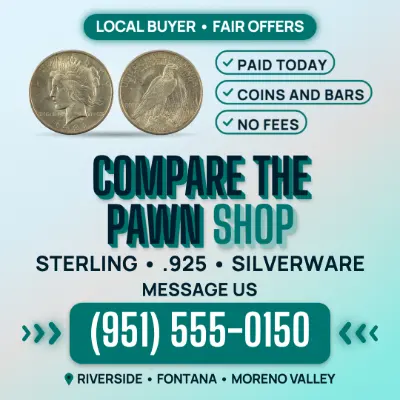 LOCAL BUYER • FAIR OFFERS
PAID TODAY
COINS AND BARS
NO FEES
COMPARE THE
PAWN SHOP
STERLING • .925 • SILVERWARE
MESSAGE US
(951) 555-0150
RIVERSIDE • FONTANA • MORENO VALLEY